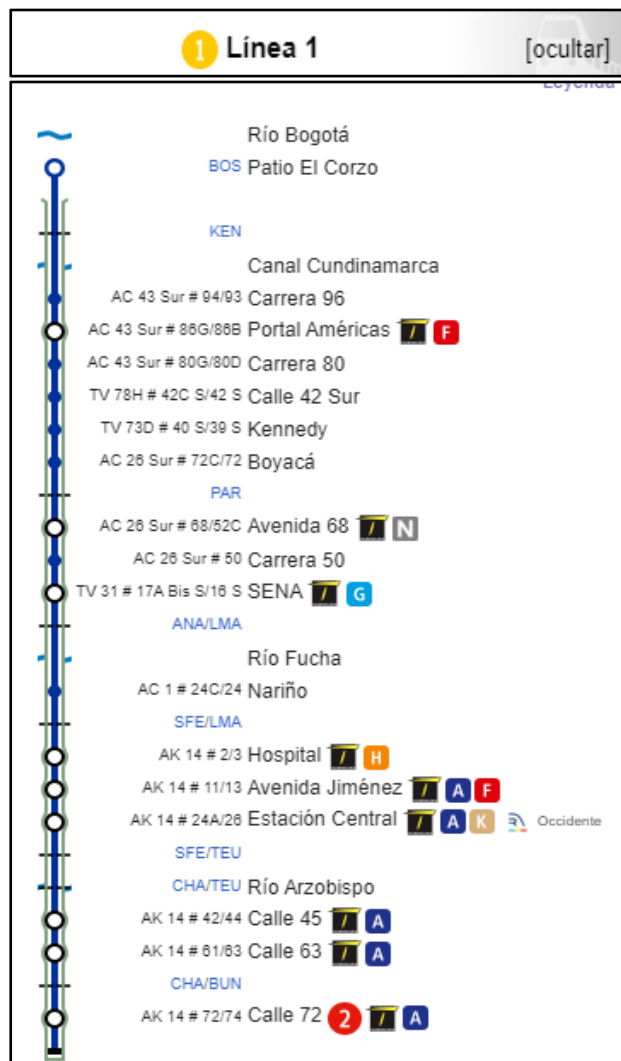 1 Línea 1 [ocultar]
Leyenda
Río Bogotá
BOS Patio El Corzo
KEN
Canal Cundinamarca
AC 43 Sur # 94/93 Carrera 96
AC 43 Sur # 86G/86B Portal Américas F
AC 43 Sur # 80G/80D Carrera 80
TV 78H # 42C S/42 S Calle 42 Sur
TV 73D # 40 S/39 S Kennedy
AC 26 Sur # 72C/72 Boyacá
PAR
AC 26 Sur # 68/52C Avenida 68 N
AC 26 Sur # 50 Carrera 50
TV 31 # 17A Bis S/16 S SENA G
ANA/LMA
Río Fucha
AC 1 # 24C/24 Nariño
SFE/LMA
AK 14 # 2/3 Hospital H
AK 14 # 11/13 Avenida Jiménez A F
AK 14 # 24A/26 Estación Central A K Occidente
SFE/TEU
CHA/TEU Río Arzobispo
AK 14 # 42/44 Calle 45 A
AK 14 # 61/63 Calle 63 A
CHA/BUN
AK 14 # 72/74 Calle 72 2 A